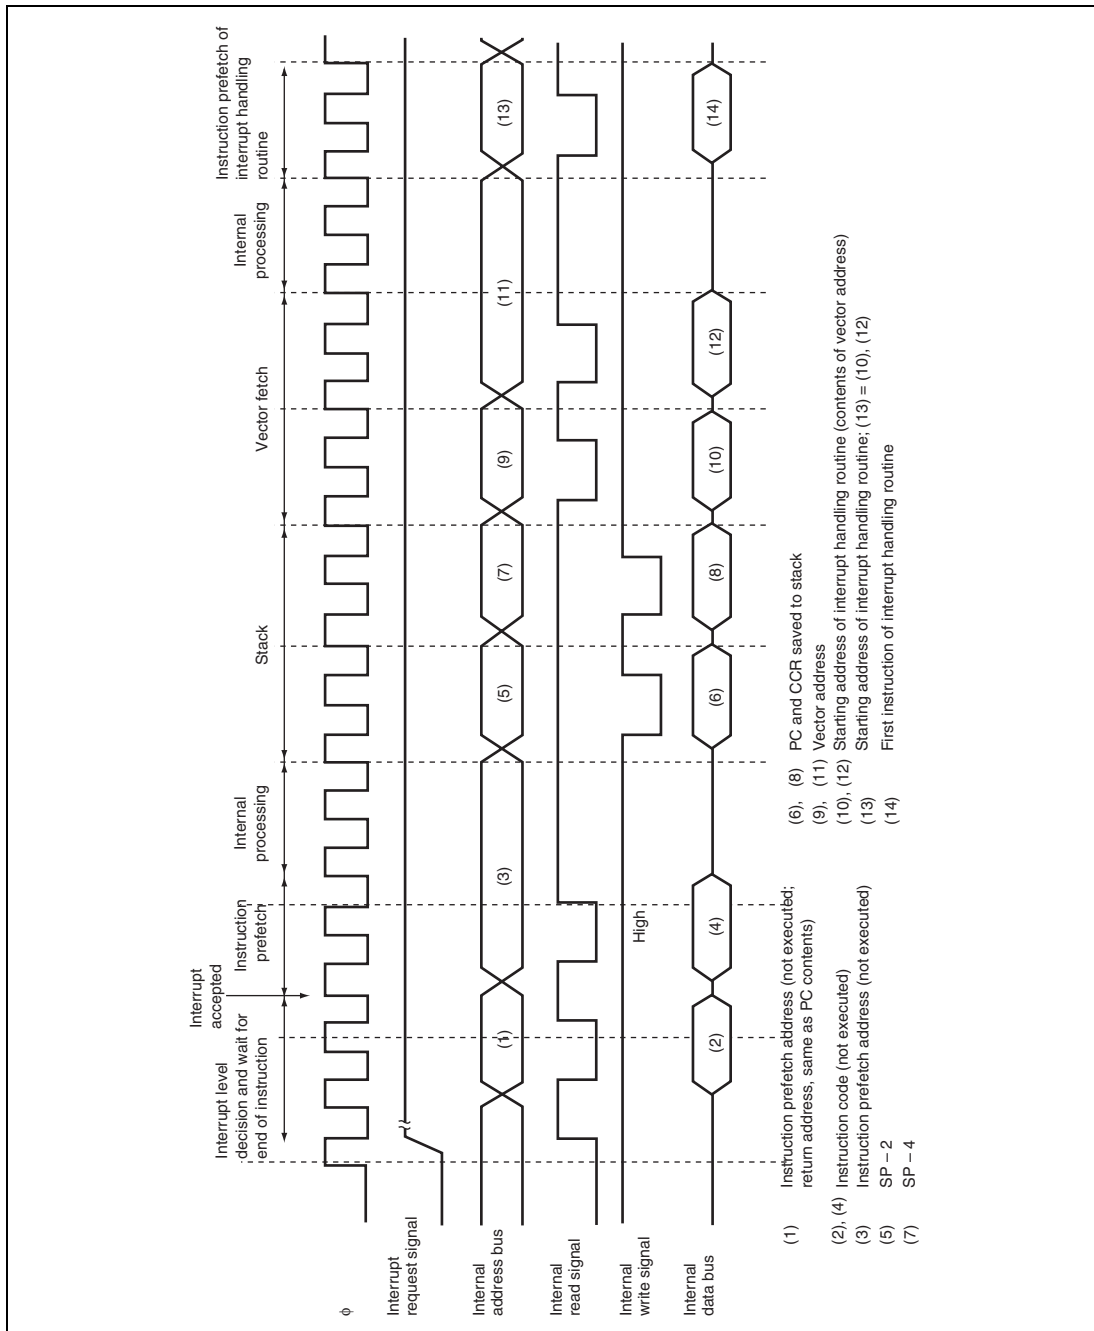 Interrupt level
decision and wait for
end of instruction
Interrupt
accepted
Instruction
prefetch
Internal
processing
Stack
Vector fetch
Internal
processing
Instruction prefetch of
interrupt handling
routine
ϕ
Interrupt
request signal
Internal
address bus
(1)
(3)
(5)
(7)
(9)
(11)
(13)
Internal
read signal
Internal
write signal
High
Internal
data bus
(2)
(4)
(6)
(8)
(10)
(12)
(14)
(1) Instruction prefetch address (not executed;
return address, same as PC contents)
(2), (4) Instruction code (not executed)
(3) Instruction prefetch address (not executed)
(5) SP – 2
(7) SP – 4
(6), (8) PC and CCR saved to stack
(9), (11) Vector address
(10), (12) Starting address of interrupt handling routine (contents of vector address)
(13) Starting address of interrupt handling routine; (13) = (10), (12)
(14) First instruction of interrupt handling routine